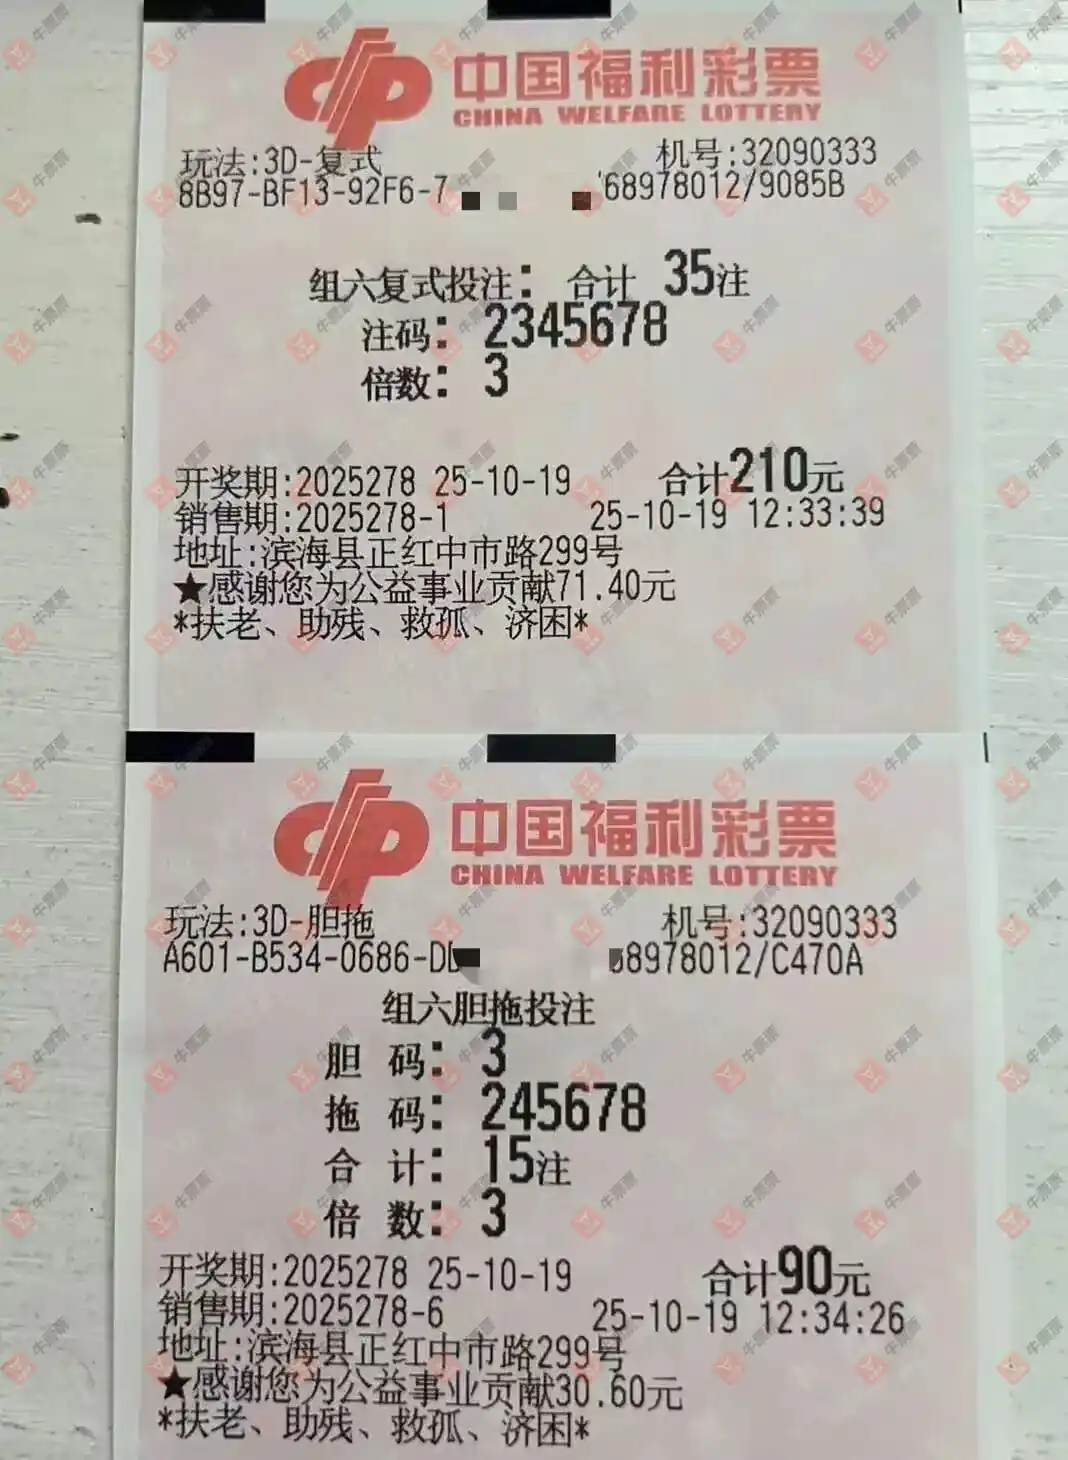 中国福利彩票
CHINA WELFARE LOTTERY
玩法:3D-复式 机号:32090333
8B97-BF13-92F6-7 68978012/9085B
组六复式投注: 合计 35注
注码: 2345678
倍数: 3
开奖期:2025278 25-10-19 合计210元
销售期:2025278-1 25-10-19 12:33:39
地址:滨海县正红中市路299号
★感谢您为公益事业贡献71.40元
*扶老、助残、救孤、济困*
中国福利彩票
CHINA WELFARE LOTTERY
玩法:3D-胆拖 机号:32090333
A601-B534-0686-D 8978012/C470A
组六胆拖投注
胆 码: 3
拖 码: 245678
合 计: 15注
倍 数: 3
开奖期:2025278 25-10-19 合计90元
销售期:2025278-6 25-10-19 12:34:26
地址:滨海县正红中市路299号
★感谢您为公益事业贡献30.60元
*扶老、助残、救孤、济困*
牛票票